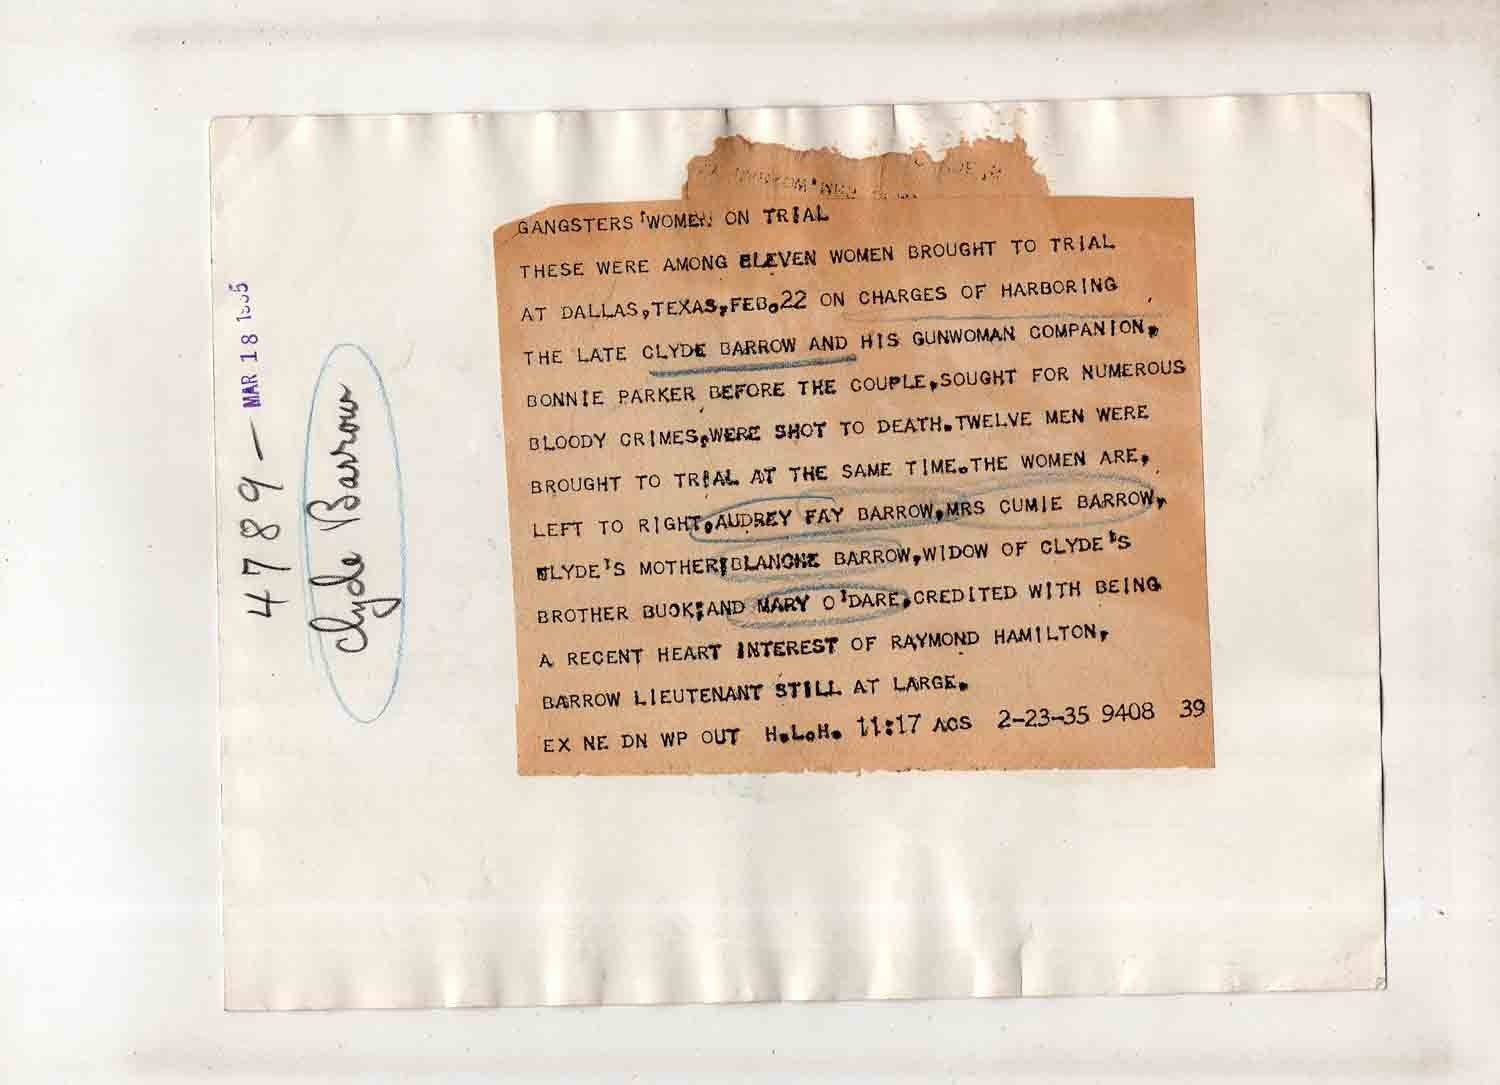 GANGSTERS' WOMEN ON TRIAL
THESE WERE AMONG ELEVEN WOMEN BROUGHT TO TRIAL
AT DALLAS,TEXAS,FEB.22 ON CHARGES OF HARBORING
THE LATE CLYDE BARROW AND HIS GUNWOMAN COMPANION,
BONNIE PARKER BEFORE THE COUPLE,SOUGHT FOR NUMEROUS
BLOODY CRIMES,WERE SHOT TO DEATH.TWELVE MEN WERE
BROUGHT TO TRIAL AT THE SAME TIME.THE WOMEN ARE,
LEFT TO RIGHT,AUDREY FAY BARROW,MRS CUMIE BARROW,
CLYDE'S MOTHER;BLANCHE BARROW,WIDOW OF CLYDE'S
BROTHER BUCK;AND MARY O'DARE,CREDITED WITH BEING
A RECENT HEART INTEREST OF RAYMOND HAMILTON,
BARROW LIEUTENANT STILL AT LARGE.
EX NE DN WP OUT H.L.H. 11:17 ACS 2-23-35 9408 39
4789 — MAR 18 1935
Clyde Barrow